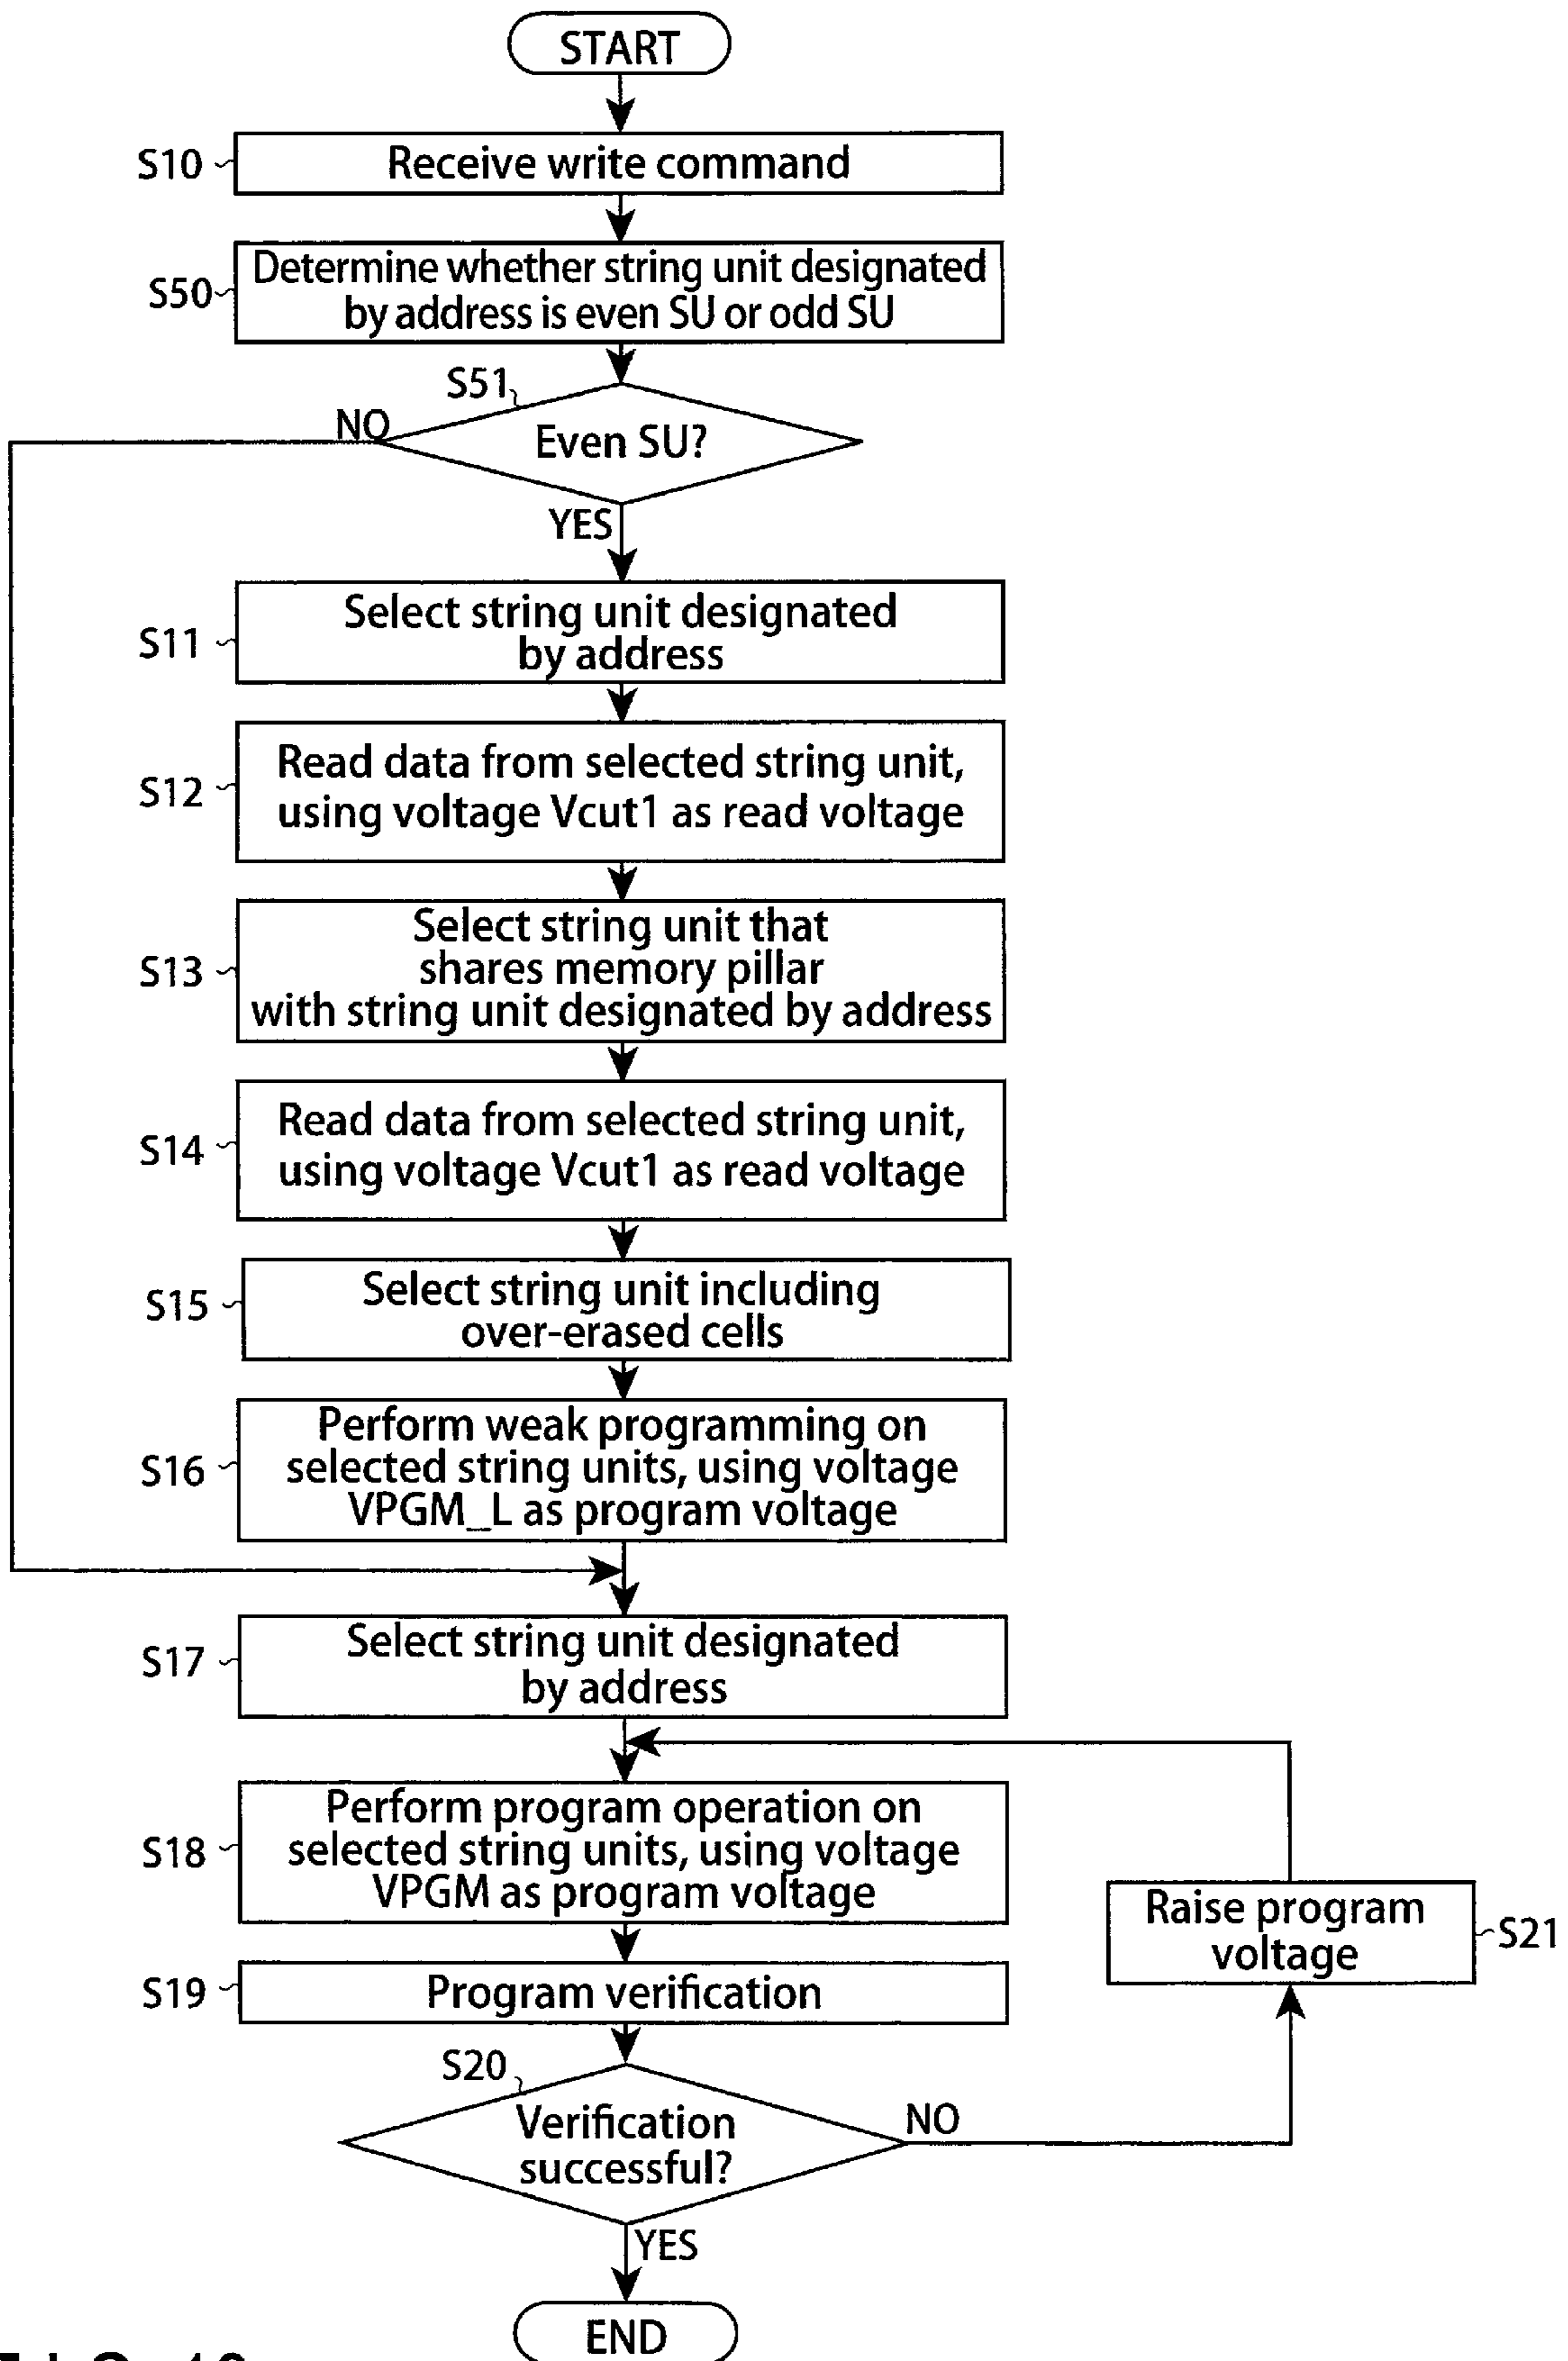 START
S10
Receive write command
S50
Determine whether string unit designated
by address is even SU or odd SU
S51
NO
Even SU?
YES
S11
Select string unit designated
by address
S12
Read data from selected string unit,
using voltage Vcut1 as read voltage
S13
Select string unit that
shares memory pillar
with string unit designated by address
S14
Read data from selected string unit,
using voltage Vcut1 as read voltage
S15
Select string unit including
over-erased cells
S16
Perform weak programming on
selected string units, using voltage
VPGM_L as program voltage
S17
Select string unit designated
by address
S18
Perform program operation on
selected string units, using voltage
VPGM as program voltage
Raise program
voltage
S21
S19
Program verification
S20
Verification
successful?
NO
YES
END